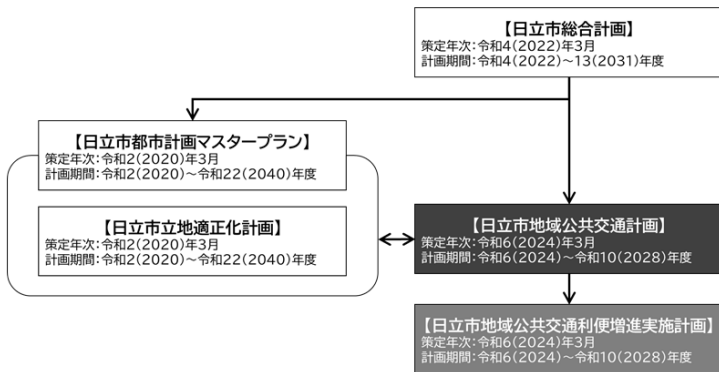 【日立市総合計画】
策定年次：令和4(2022)年3月
計画期間：令和4(2022)～13(2031)年度
【日立市都市計画マスタープラン】
策定年次：令和2(2020)年3月
計画期間：令和2(2020)～令和22(2040)年度
【日立市立地適正化計画】
策定年次：令和2(2020)年3月
計画期間：令和2(2020)～令和22(2040)年度
【日立市地域公共交通計画】
策定年次：令和6(2024)年3月
計画期間：令和6(2024)～令和10(2028)年度
【日立市地域公共交通利便増進実施計画】
策定年次：令和6(2024)年3月
計画期間：令和6(2024)～令和10(2028)年度